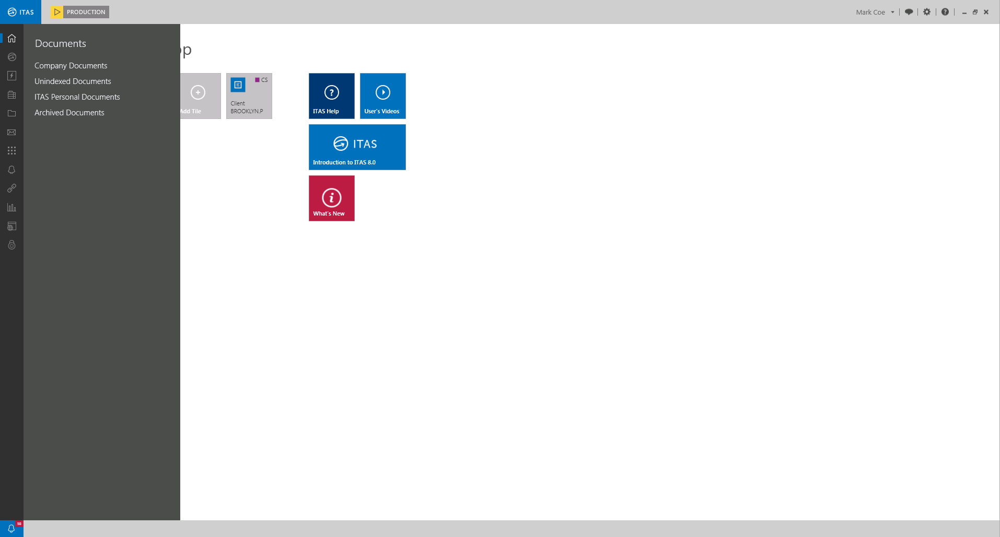 ITAS
PRODUCTION
Mark Coe
Documents
Company Documents
Unindexed Documents
ITAS Personal Documents
Archived Documents
op
Add Tile
CS
Client
BROOKLYN.P
ITAS Help
User's Videos
ITAS
Introduction to ITAS 8.0
What's New
98